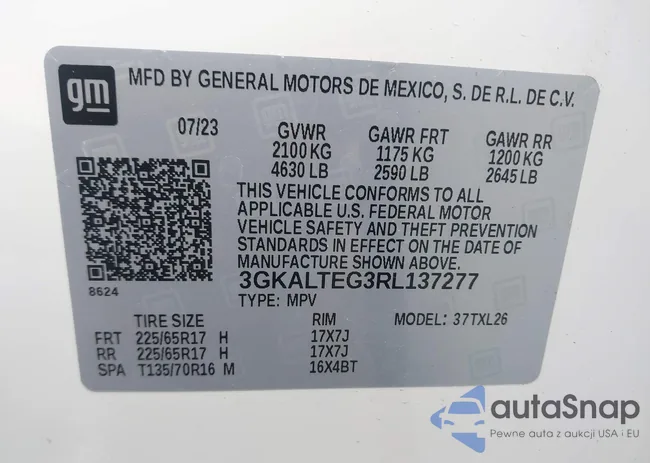 gm
MFD BY GENERAL MOTORS DE MEXICO, S. DE R.L. DE C.V.
07/23 GVWR GAWR FRT GAWR RR
2100 KG 1175 KG 1200 KG
4630 LB 2590 LB 2645 LB
THIS VEHICLE CONFORMS TO ALL
APPLICABLE U.S. FEDERAL MOTOR
VEHICLE SAFETY AND THEFT PREVENTION
STANDARDS IN EFFECT ON THE DATE OF
MANUFACTURE SHOWN ABOVE.
8624
3GKALTEG3RL137277
TYPE: MPV
TIRE SIZE RIM MODEL: 37TXL26
FRT 225/65R17 H 17X7J
RR 225/65R17 H 17X7J
SPA T135/70R16 M 16X4BT
autaSnap
Pewne auta z aukcji USA i EU